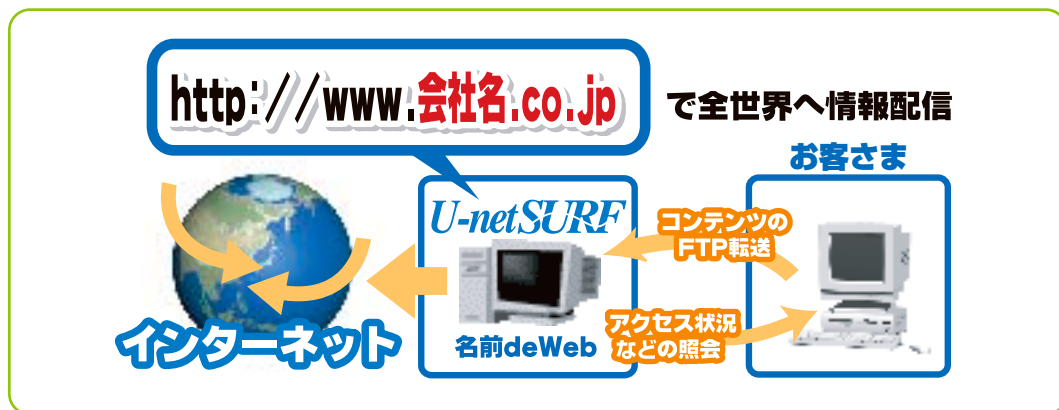 http://www.会社名.co.jp
で全世界へ情報配信
お客さま
U-netSURF
コンテンツの
FTP転送
インターネット
名前deWeb
アクセス状況
などの照会